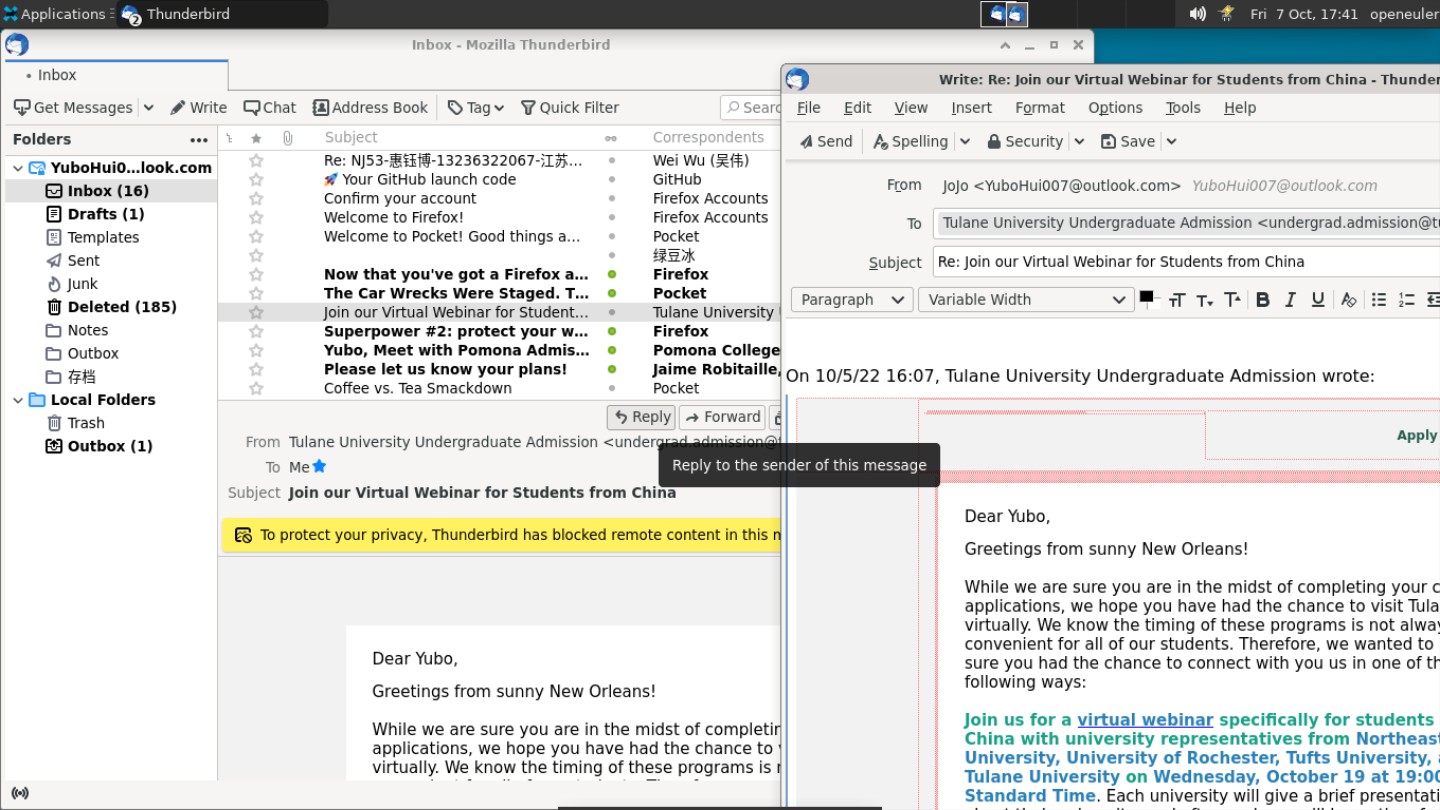 Applications
Thunderbird
2
Fri 7 Oct, 17:41
openeuler
Inbox - Mozilla Thunderbird
Inbox
Get Messages
Write
Chat
Address Book
Tag
Quick Filter
Searc
Folders
YuboHui0...look.com
Inbox (16)
Drafts (1)
Templates
Sent
Junk
Deleted (185)
Notes
Outbox
存档
Local Folders
Trash
Outbox (1)
Subject
Correspondents
Re: NJ53-惠钰博-13236322067-江苏... Wei Wu (吴伟)
🚀 Your GitHub launch code GitHub
Confirm your account Firefox Accounts
Welcome to Firefox! Firefox Accounts
Welcome to Pocket! Good things a... Pocket
绿豆冰
Now that you've got a Firefox a... Firefox
The Car Wrecks Were Staged. T... Pocket
Join our Virtual Webinar for Student... Tulane University
Superpower #2: protect your w... Firefox
Yubo, Meet with Pomona Admis... Pomona College
Please let us know your plans! Jaime Robitaille,
Coffee vs. Tea Smackdown Pocket
Reply
Forward
From Tulane University Undergraduate Admission <undergrad.admission@t
To Me
Subject Join our Virtual Webinar for Students from China
Reply to the sender of this message
To protect your privacy, Thunderbird has blocked remote content in this m
Dear Yubo,
Greetings from sunny New Orleans!
While we are sure you are in the midst of completin
applications, we hope you have had the chance to v
virtually. We know the timing of these programs is n
Write: Re: Join our Virtual Webinar for Students from China - Thunder
File Edit View Insert Format Options Tools Help
Send
Spelling
Security
Save
From JoJo <YuboHui007@outlook.com> YuboHui007@outlook.com
To Tulane University Undergraduate Admission <undergrad.admission@tu
Subject Re: Join our Virtual Webinar for Students from China
Paragraph
Variable Width
On 10/5/22 16:07, Tulane University Undergraduate Admission wrote:
Apply
Dear Yubo,
Greetings from sunny New Orleans!
While we are sure you are in the midst of completing your c
applications, we hope you have had the chance to visit Tula
virtually. We know the timing of these programs is not alway
convenient for all of our students. Therefore, we wanted to
sure you had the chance to connect with you us in one of th
following ways:
Join us for a virtual webinar specifically for students
China with university representatives from Northeast
University, University of Rochester, Tufts University, a
Tulane University on Wednesday, October 19 at 19:00
Standard Time. Each university will give a brief presentati